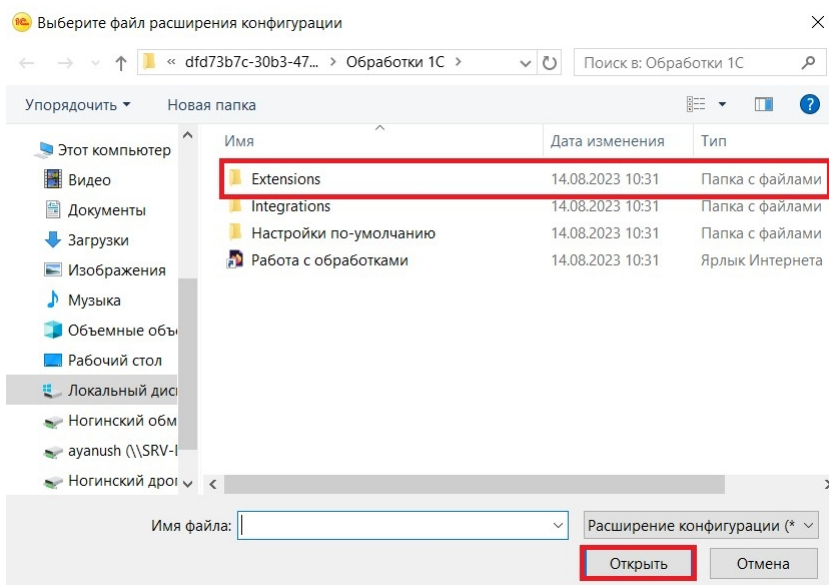 1С Выберите файл расширения конфигурации
« dfd73b7c-30b3-47... > Обработки 1С > Поиск в: Обработки 1С
Упорядочить Новая папка ?
Имя Дата изменения Тип
Этот компьютер
Видео
Документы
Загрузки
Изображения
Музыка
Объемные объ
Рабочий стол
Локальный дис
Ногинский обм
ayanush (\\SRV-
Ногинский дрог
Extensions 14.08.2023 10:31 Папка с файлами
Integrations 14.08.2023 10:31 Папка с файлами
Настройки по-умолчанию 14.08.2023 10:31 Папка с файлами
Работа с обработками 14.08.2023 10:31 Ярлык Интернета
Имя файла: Расширение конфигурации (*
Открыть Отмена